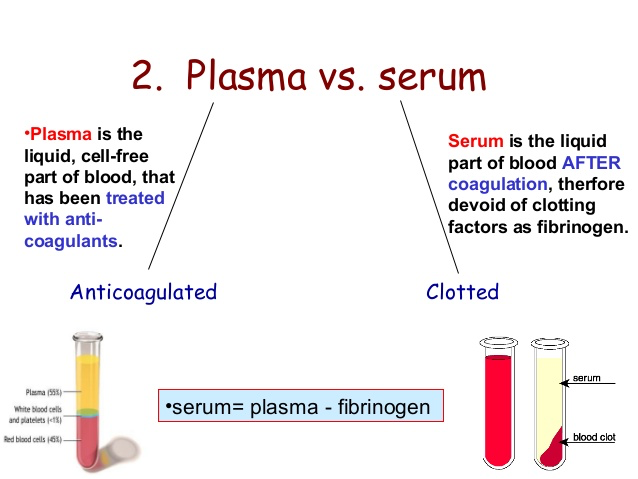 2. Plasma vs. serum
•Plasma is the
liquid, cell-free
part of blood, that
has been treated
with anti-
coagulants.
Serum is the liquid
part of blood AFTER
coagulation, therfore
devoid of clotting
factors as fibrinogen.
Anticoagulated
Clotted
Plasma (55%)
White blood cells
and platelets (<1%)
Red blood cells (45%)
•serum= plasma - fibrinogen
serum
blood clot